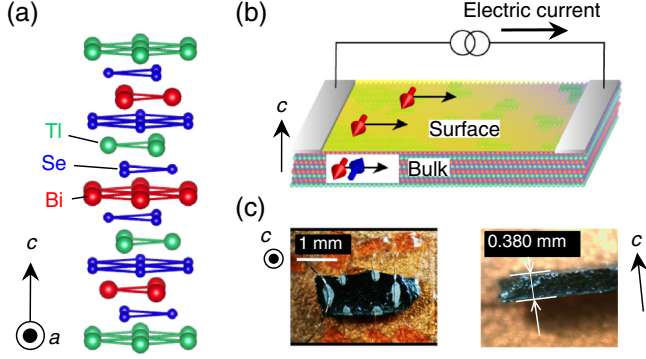 (a)
Tl
Se
Bi
c
a
(b)
Electric current
c
Surface
Bulk
(c)
c
1 mm
0.380 mm
c